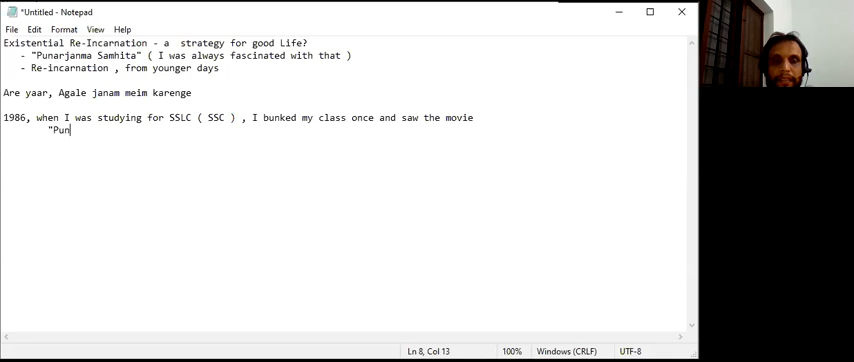 *Untitled - Notepad
File Edit Format View Help
Existential Re-Incarnation - a  strategy for good Life?
- "Punarjanma Samhita" ( I was always fascinated with that )
- Re-incarnation , from younger days
Are yaar, Agale janam meim karenge
1986, when I was studying for SSLC ( SSC ) , I bunked my class once and saw the movie
"Pun
Ln 8, Col 13 100% Windows (CRLF) UTF-8